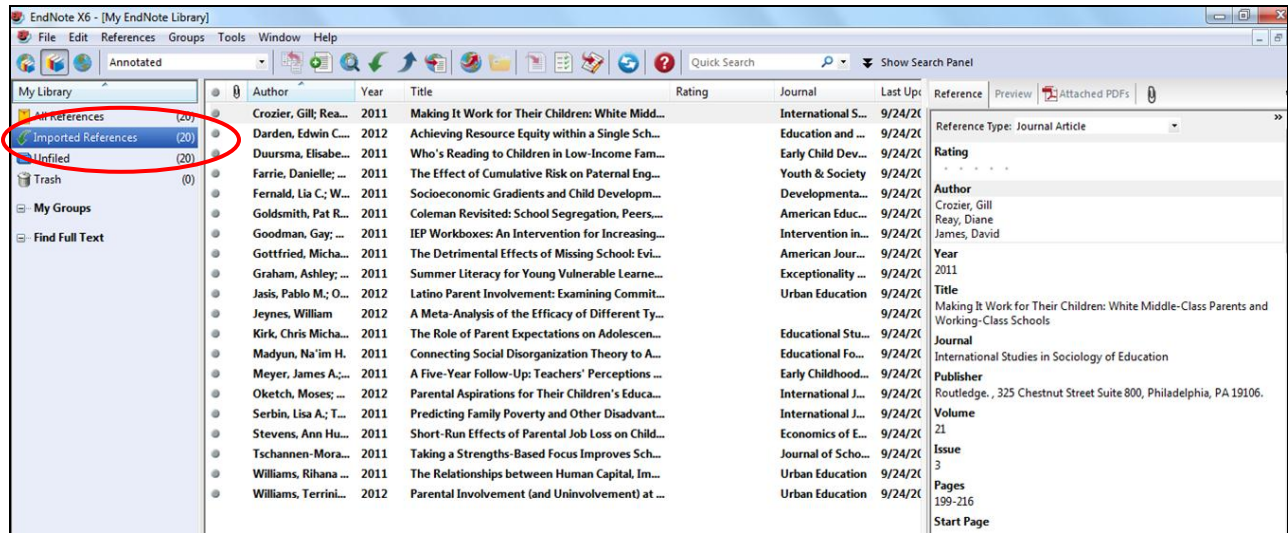 EndNote X6 - [My EndNote Library]
File Edit References Groups Tools Window Help
Annotated Quick Search Show Search Panel
My Library
All References (20)
Imported References (20)
Unfiled (20)
Trash (0)
My Groups
Find Full Text
Author Year Title Rating Journal Last Upd
Crozier, Gill; Rea... 2011 Making It Work for Their Children: White Midd... International S... 9/24/20
Darden, Edwin C.... 2012 Achieving Resource Equity within a Single Sch... Education and ... 9/24/20
Duursma, Elisabe... 2011 Who's Reading to Children in Low-Income Fam... Early Child Dev... 9/24/20
Farrie, Danielle; ... 2011 The Effect of Cumulative Risk on Paternal Eng... Youth & Society 9/24/20
Fernald, Lia C.; W... 2011 Socioeconomic Gradients and Child Developm... Developmenta... 9/24/20
Goldsmith, Pat R... 2011 Coleman Revisited: School Segregation, Peers,... American Educ... 9/24/20
Goodman, Gay; ... 2011 IEP Workboxes: An Intervention for Increasing... Intervention in... 9/24/20
Gottfried, Micha... 2011 The Detrimental Effects of Missing School: Evi... American Jour... 9/24/20
Graham, Ashley; ... 2011 Summer Literacy for Young Vulnerable Learne... Exceptionality ... 9/24/20
Jasis, Pablo M.; O... 2012 Latino Parent Involvement: Examining Commit... Urban Education 9/24/20
Jeynes, William 2012 A Meta-Analysis of the Efficacy of Different Ty... 9/24/20
Kirk, Chris Micha... 2011 The Role of Parent Expectations on Adolescen... Educational Stu... 9/24/20
Madyun, Na'im H. 2011 Connecting Social Disorganization Theory to A... Educational Fo... 9/24/20
Meyer, James A.;... 2011 A Five-Year Follow-Up: Teachers' Perceptions ... Early Childhood... 9/24/20
Oketch, Moses; ... 2012 Parental Aspirations for Their Children's Educa... International J... 9/24/20
Serbin, Lisa A.; T... 2011 Predicting Family Poverty and Other Disadvant... International J... 9/24/20
Stevens, Ann Hu... 2011 Short-Run Effects of Parental Job Loss on Child... Economics of E... 9/24/20
Tschannen-Mora... 2011 Taking a Strengths-Based Focus Improves Sch... Journal of Scho... 9/24/20
Williams, Rihana ... 2011 The Relationships between Human Capital, Im... Urban Education 9/24/20
Williams, Terrini... 2012 Parental Involvement (and Uninvolvement) at ... Urban Education 9/24/20
Reference Preview Attached PDFs
Reference Type: Journal Article
Rating
Author
Crozier, Gill
Reay, Diane
James, David
Year
2011
Title
Making It Work for Their Children: White Middle-Class Parents and
Working-Class Schools
Journal
International Studies in Sociology of Education
Publisher
Routledge. , 325 Chestnut Street Suite 800, Philadelphia, PA 19106.
Volume
21
Issue
3
Pages
199-216
Start Page